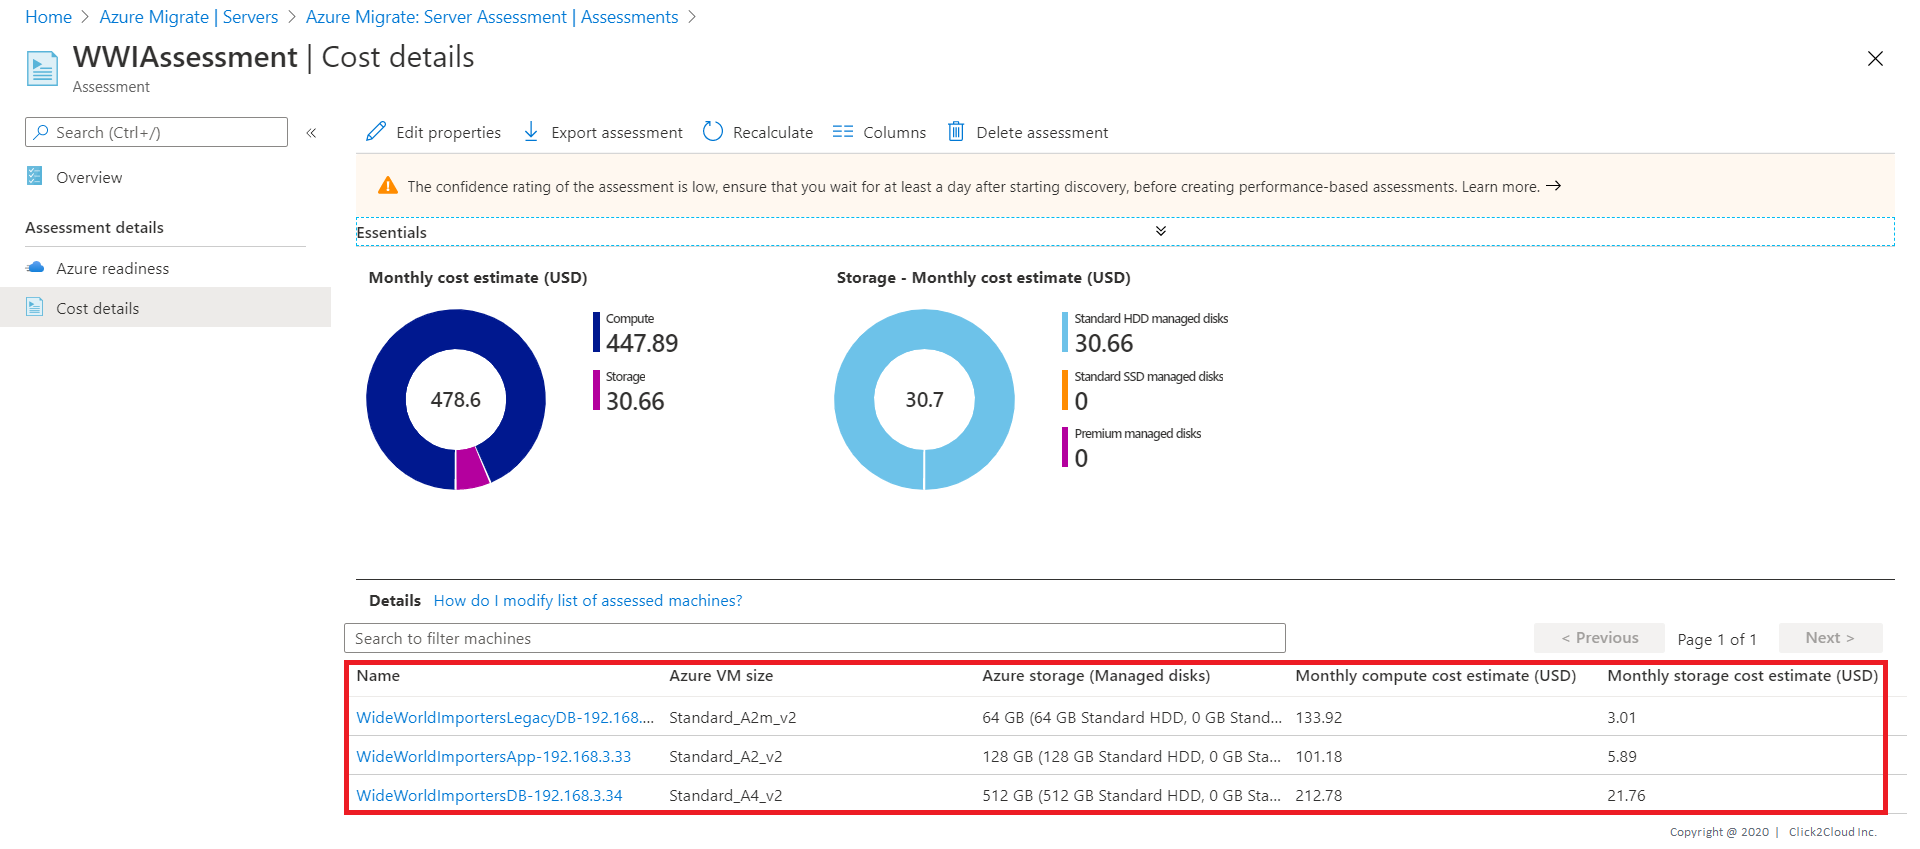 Home > Azure Migrate | Servers > Azure Migrate: Server Assessment | Assessments >
WWIAssessment | Cost details
Assessment
Search (Ctrl+/) «
Edit properties Export assessment Recalculate Columns Delete assessment
Overview
The confidence rating of the assessment is low, ensure that you wait for at least a day after starting discovery, before creating performance-based assessments. Learn more. →
Assessment details
Essentials
Azure readiness
Cost details
Monthly cost estimate (USD)
478.6
Compute
447.89
Storage
30.66
Storage - Monthly cost estimate (USD)
30.7
Standard HDD managed disks
30.66
Standard SSD managed disks
0
Premium managed disks
0
Details How do I modify list of assessed machines?
Search to filter machines < Previous Page 1 of 1 Next >
Name Azure VM size Azure storage (Managed disks) Monthly compute cost estimate (USD) Monthly storage cost estimate (USD)
WideWorldImportersLegacyDB-192.168.... Standard_A2m_v2 64 GB (64 GB Standard HDD, 0 GB Stand... 133.92 3.01
WideWorldImportersApp-192.168.3.33 Standard_A2_v2 128 GB (128 GB Standard HDD, 0 GB Sta... 101.18 5.89
WideWorldImportersDB-192.168.3.34 Standard_A4_v2 512 GB (512 GB Standard HDD, 0 GB Sta... 212.78 21.76
Copyright @ 2020 | Click2Cloud Inc.